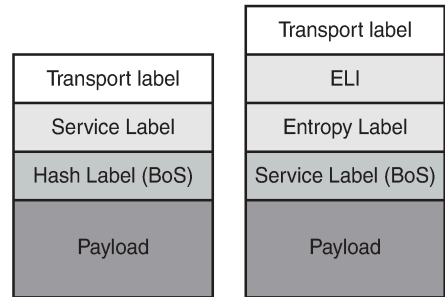 Transport label
Service Label
Hash Label (BoS)
Payload
Transport label
ELI
Entropy Label
Service Label (BoS)
Payload